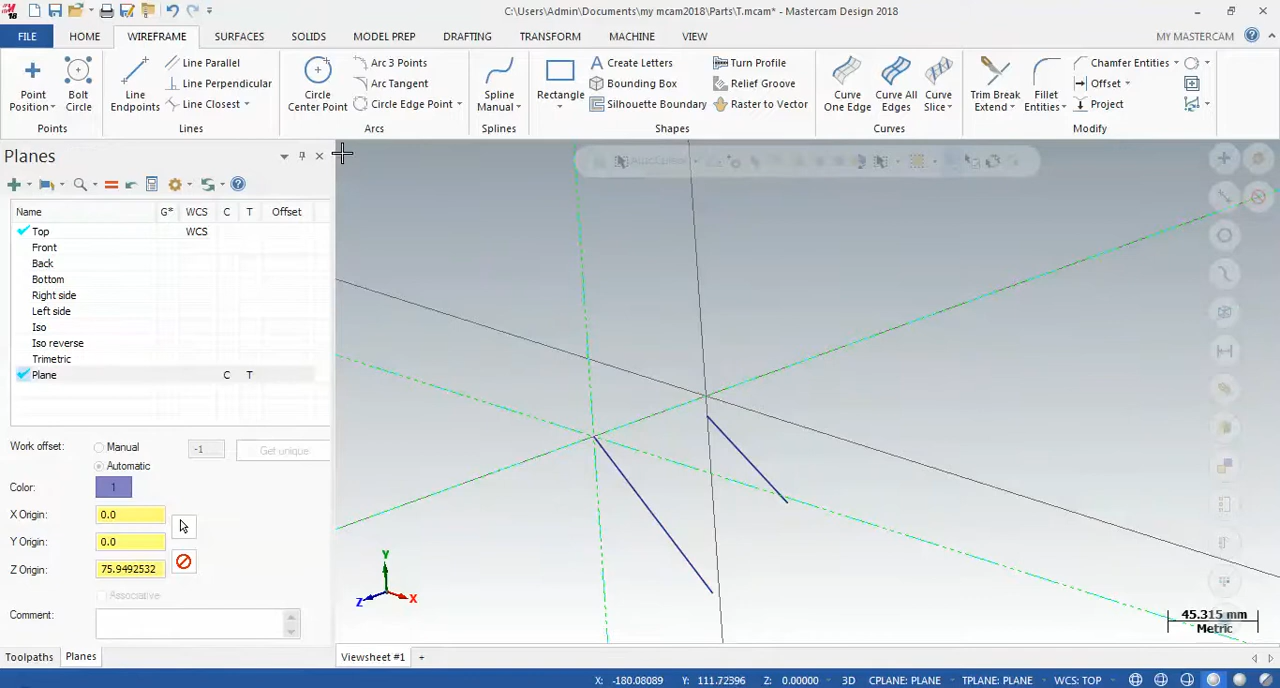 C:\Users\Admin\Documents\my mcam2018\Parts\T.mcam* - Mastercam Design 2018
18
FILE HOME WIREFRAME SURFACES SOLIDS MODEL PREP DRAFTING TRANSFORM MACHINE VIEW MY MASTERCAM
Point Position
Bolt Circle
Points
Line Endpoints
Line Parallel
Line Perpendicular
Line Closest
Lines
Circle Center Point
Arc 3 Points
Arc Tangent
Circle Edge Point
Arcs
Spline Manual
Splines
Rectangle
Create Letters
Bounding Box
Silhouette Boundary
Turn Profile
Relief Groove
Raster to Vector
Shapes
Curve One Edge
Curve All Edges
Curve Slice
Curves
Trim Break Extend
Fillet Entities
Chamfer Entities
Offset
Project
Modify
Planes
Name G* WCS C T Offset
Top WCS
Front
Back
Bottom
Right side
Left side
Iso
Iso reverse
Trimetric
Plane C T
Work offset: Manual -1 Get unique
Automatic
Color: 1
X Origin: 0.0
Y Origin: 0.0
Z Origin: 75.9492532
Associative
Comment:
Toolpaths Planes
Y
Z
X
45.315 mm
Metric
Viewsheet #1 +
X: -180.08089 Y: 111.72396 Z: 0.00000 3D CPLANE: PLANE TPLANE: PLANE WCS: TOP